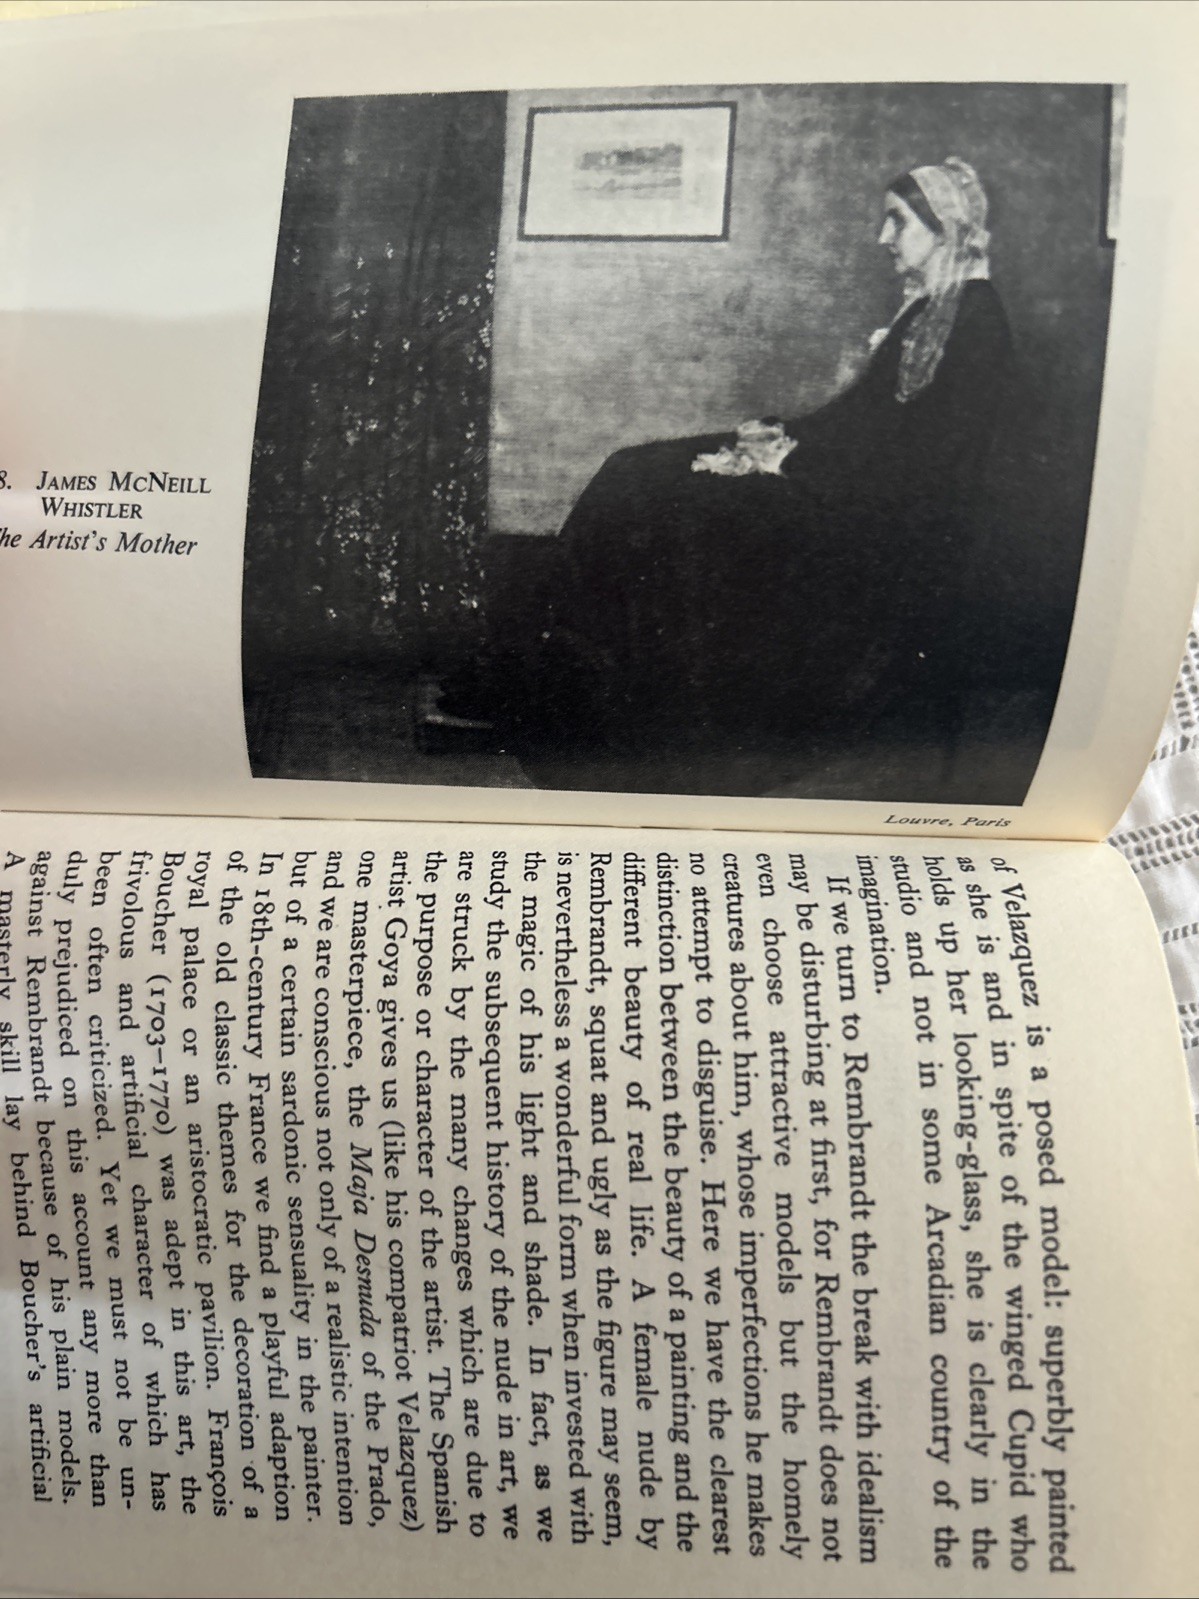 8. JAMES MCNEILL
WHISTLER
The Artist's Mother
Louvre, Paris
of Velazquez is a posed model: superbly painted
as she is and in spite of the winged Cupid who
holds up her looking-glass, she is clearly in the
studio and not in some Arcadian country of the
imagination.
If we turn to Rembrandt the break with idealism
may be disturbing at first, for Rembrandt does not
even choose attractive models but the homely
creatures about him, whose imperfections he makes
no attempt to disguise. Here we have the clearest
distinction between the beauty of a painting and the
different beauty of real life. A female nude by
Rembrandt, squat and ugly as the figure may seem,
is nevertheless a wonderful form when invested with
the magic of his light and shade. In fact, as we
study the subsequent history of the nude in art, we
are struck by the many changes which are due to
the purpose or character of the artist. The Spanish
artist Goya gives us (like his compatriot Velazquez)
one masterpiece, the Maja Desnuda of the Prado,
and we are conscious not only of a realistic intention
but of a certain sardonic sensuality in the painter.
In 18th-century France we find a playful adaption
of the old classic themes for the decoration of a
royal palace or an aristocratic pavilion. François
Boucher (1703–1770) was adept in this art, the
frivolous and artificial character of which has
been often criticized. Yet we must not be un-
duly prejudiced on this account any more than
against Rembrandt because of his plain models.
A masterly skill lay behind Boucher's artificial